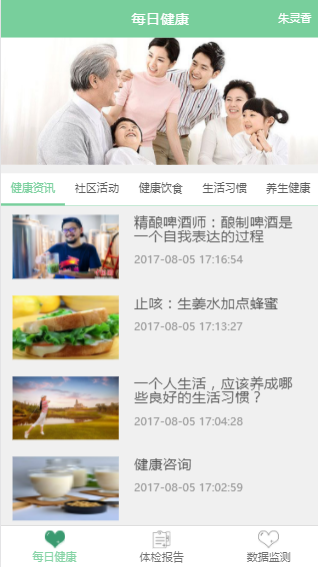 每日健康
朱灵香
健康资讯 社区活动 健康饮食 生活习惯 养生健康
精酿啤酒师：酿制啤酒是
一个自我表达的过程
2017-08-05 17:16:54
止咳：生姜水加点蜂蜜
2017-08-05 17:13:27
一个人生活，应该养成哪
些良好的生活习惯？
2017-08-05 17:04:28
健康咨询
2017-08-05 17:02:59
每日健康 体检报告 数据监测